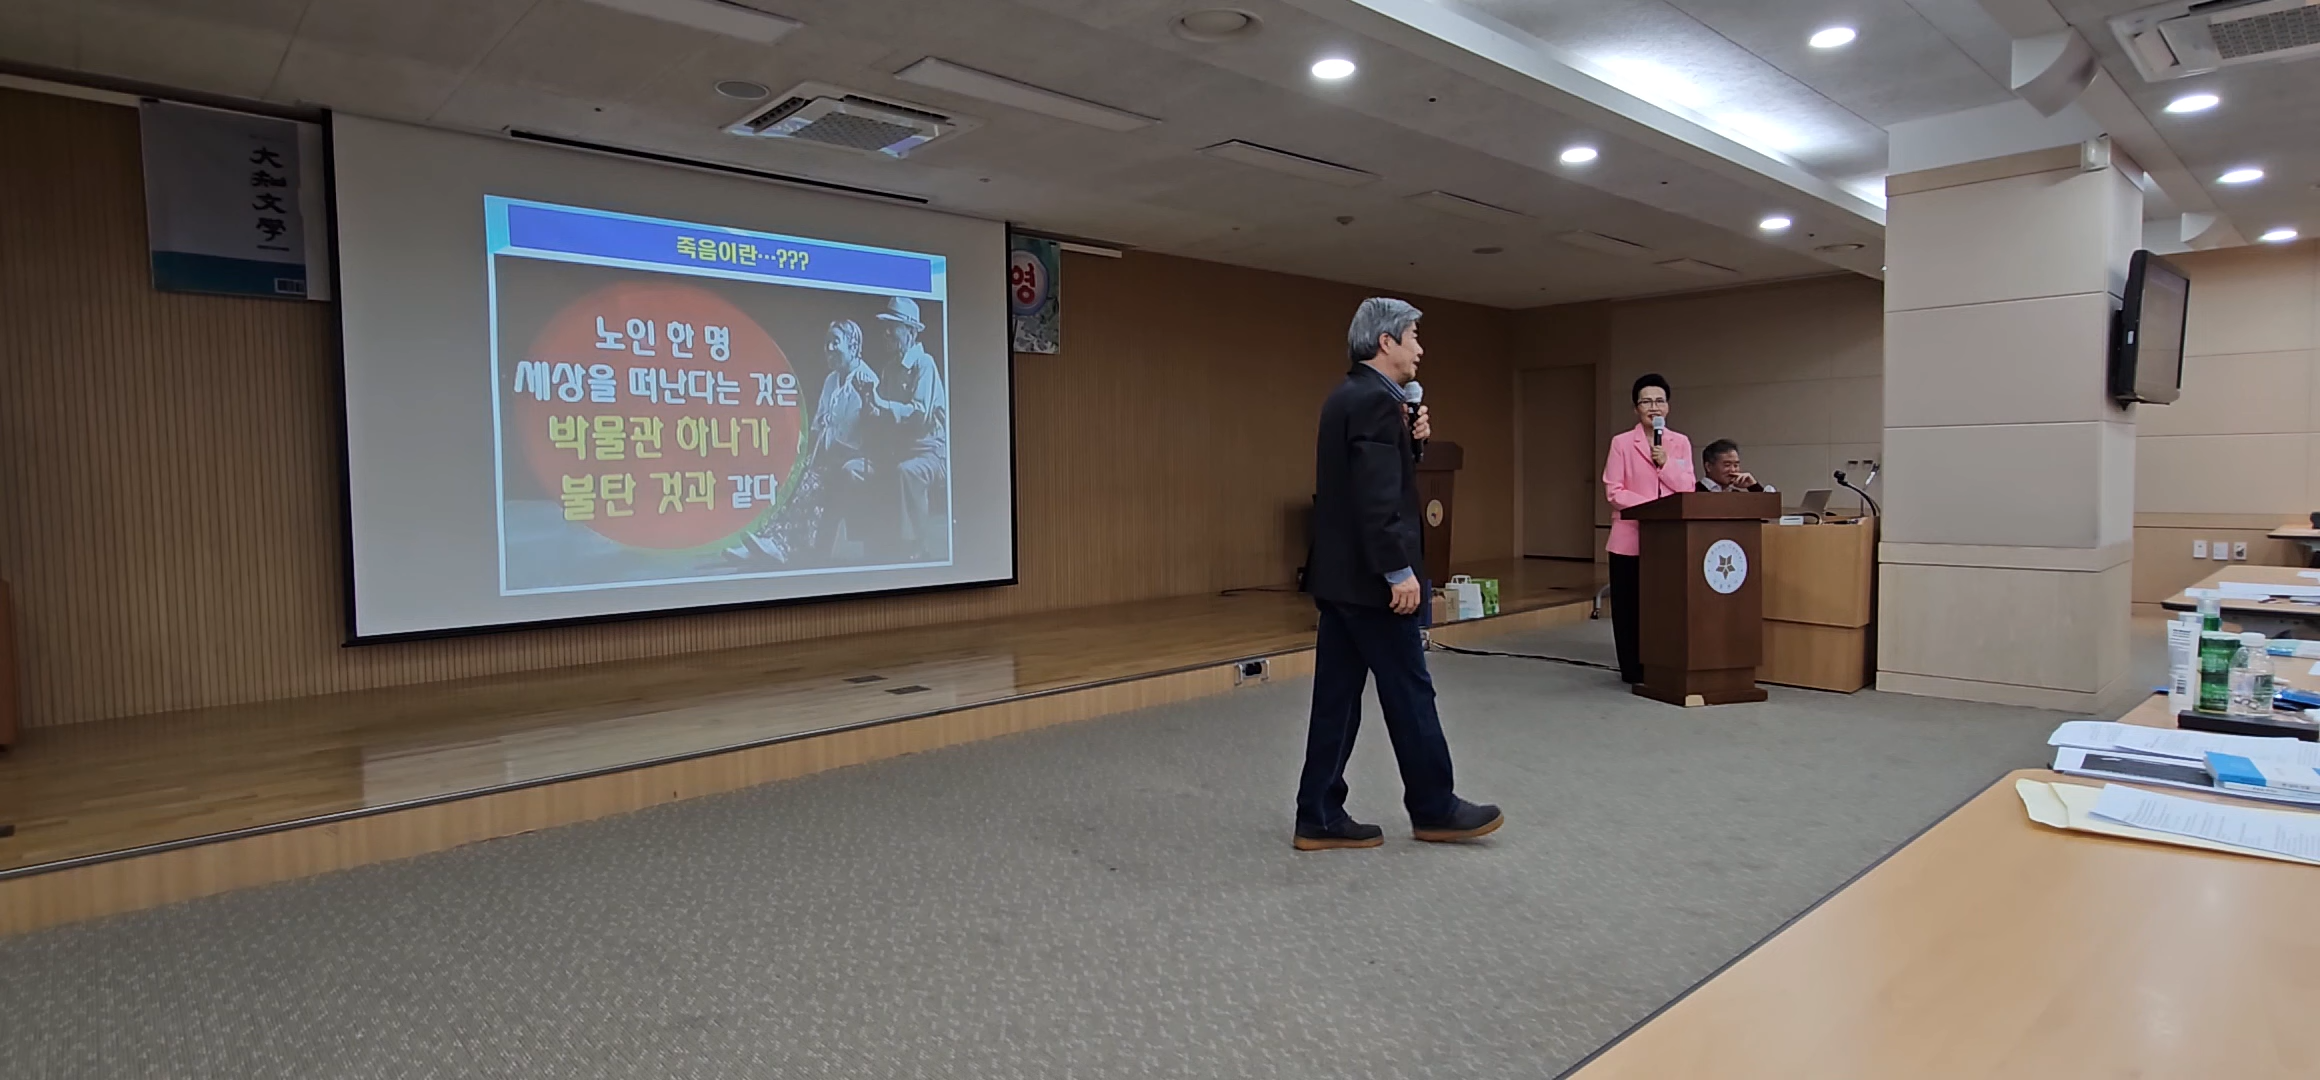 大知文學
죽음이란…???
노인 한 명
세상을 떠난다는 것은
박물관 하나가
불탄 것과 같다
영